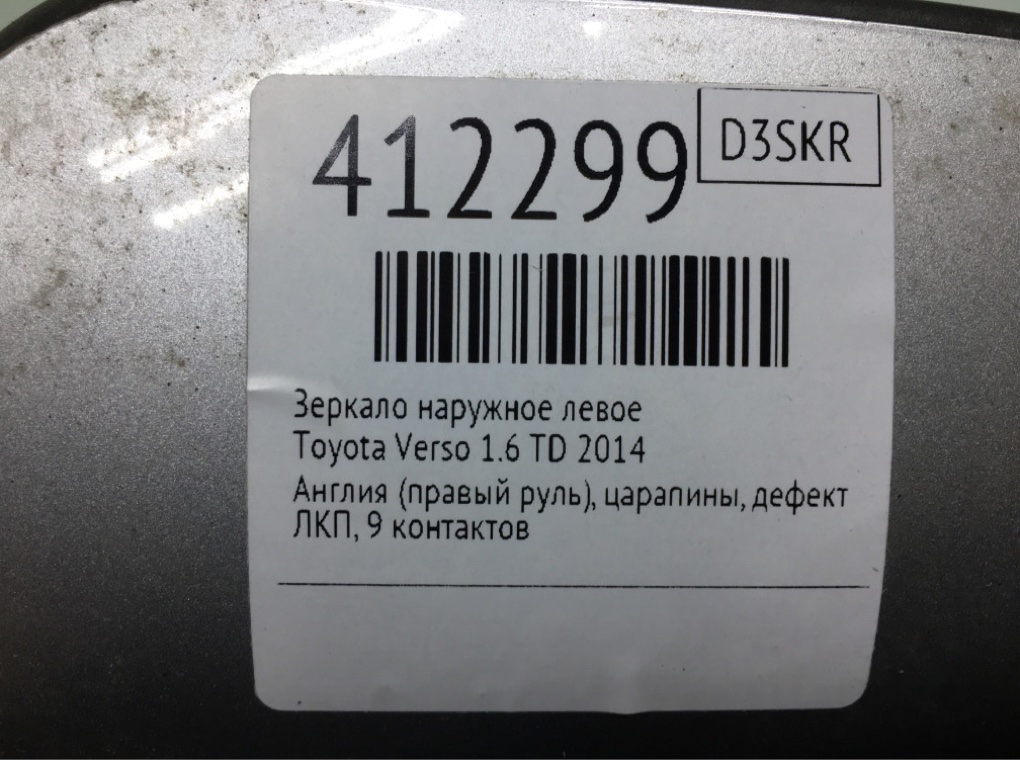 412299
D3SKR
Зеркало наружное левое
Toyota Verso 1.6 TD 2014
Англия (правый руль), царапины, дефект
ЛКП, 9 контактов